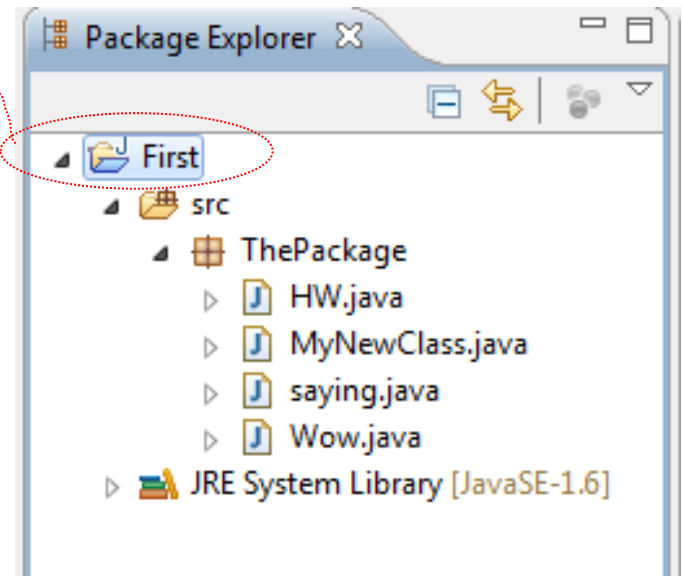 Package Explorer
First
src
ThePackage
HW.java
MyNewClass.java
saying.java
Wow.java
JRE System Library [JavaSE-1.6]